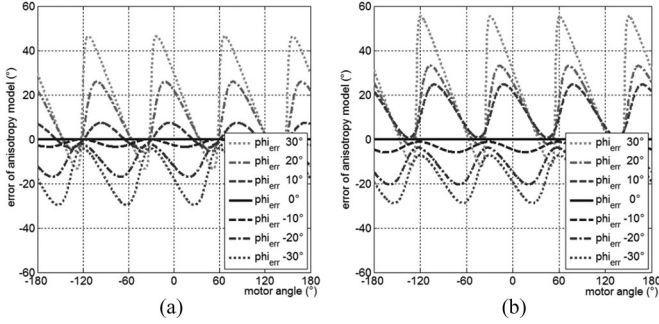 60
40
20
0
-20
-40
-60
error of anisotropy model (°)
-180
-120
-60
0
60
120
180
motor angle (°)
phi_err 30°
phi_err 20°
phi_err 10°
phi_err 0°
phi_err -10°
phi_err -20°
phi_err -30°
(a)
60
40
20
0
-20
-40
-60
error of anisotropy model (°)
-180
-120
-60
0
60
120
180
motor angle (°)
phi_err 30°
phi_err 20°
phi_err 10°
phi_err 0°
phi_err -10°
phi_err -20°
phi_err -30°
(b)